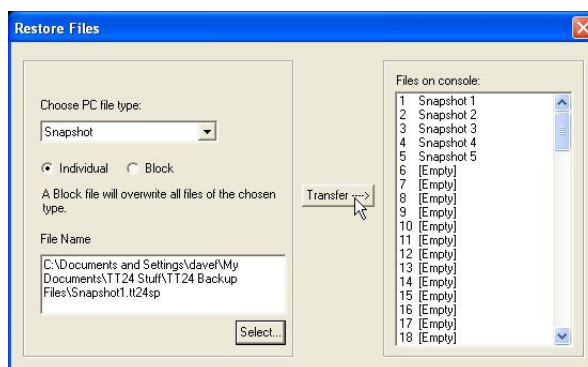 Restore Files
Choose PC file type:
Snapshot
Individual Block
A Block file will overwrite all files of the chosen
type.
File Name
C:\Documents and Settings\davef\My
Documents\TT24 Stuff\TT24 Backup
Files\Snapshot1.tt24sp
Select...
Transfer ---->
Files on console:
1 Snapshot 1
2 Snapshot 2
3 Snapshot 3
4 Snapshot 4
5 Snapshot 5
6 [Empty]
7 [Empty]
8 [Empty]
9 [Empty]
10 [Empty]
11 [Empty]
12 [Empty]
13 [Empty]
14 [Empty]
15 [Empty]
16 [Empty]
17 [Empty]
18 [Empty]